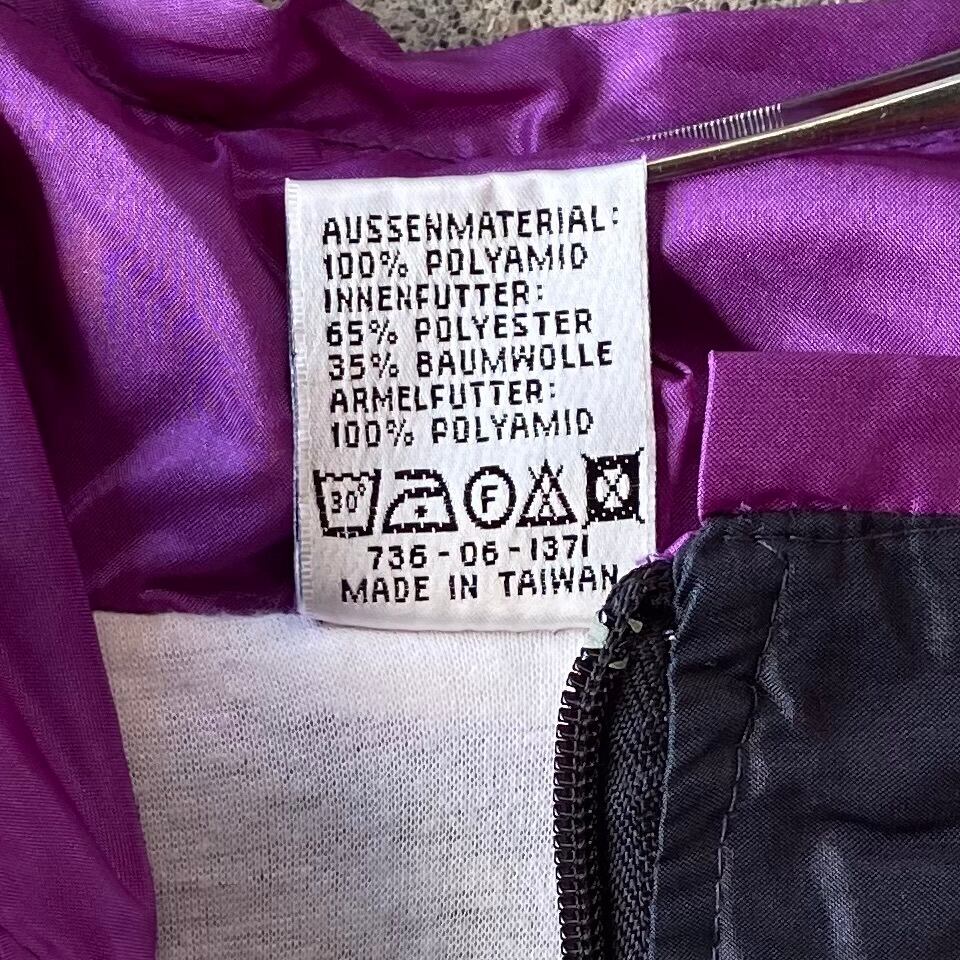 AUSSENMATERIAL:
100% POLYAMID
INNENFUTTER:
65% POLYESTER
35% BAUMWOLLE
ARMELFUTTER:
100% POLYAMID
30° F
736-06-1371
MADE IN TAIWAN